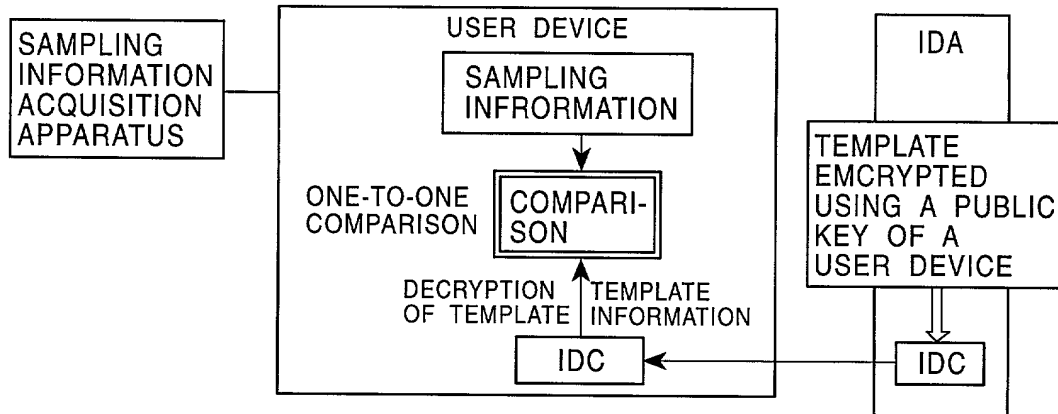 SAMPLING
INFORMATION
ACQUISITION
APPARATUS
USER DEVICE
SAMPLING
INFRORMATION
ONE-TO-ONE
COMPARISON
COMPARI-
SON
DECRYPTION
OF TEMPLATE
TEMPLATE
INFORMATION
IDC
IDA
TEMPLATE
EMCRYPTED
USING A PUBLIC
KEY OF A
USER DEVICE
IDC